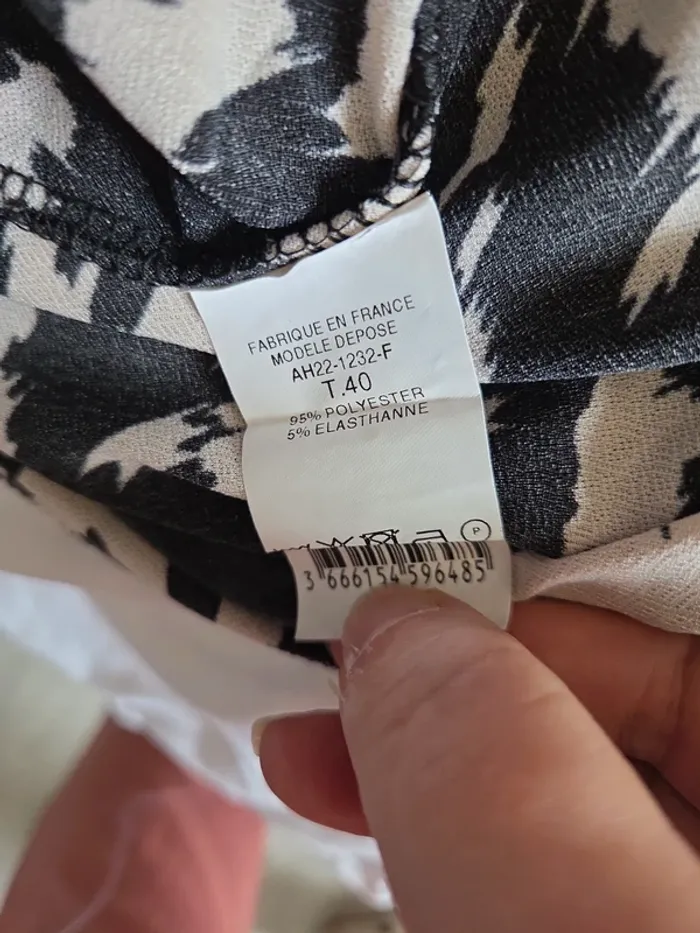 FABRIQUE EN FRANCE
MODELE DEPOSE
AH22-1232-F
T.40
95% POLYESTER
5% ELASTHANNE
P
3 666154 596485